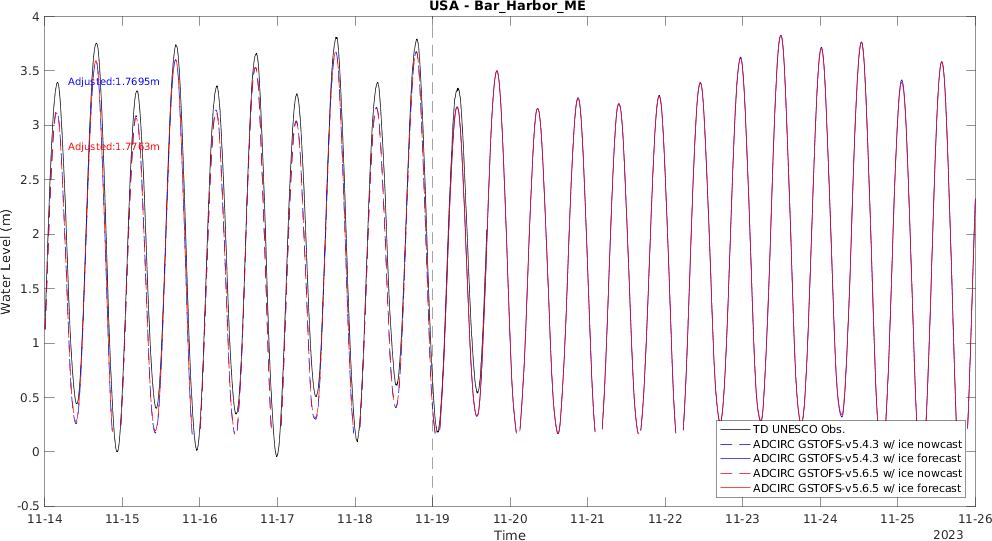 USA - Bar_Harbor_ME
4
3.5
3
2.5
2
1.5
1
0.5
0
-0.5
Water Level (m)
Adjusted:1.7695m
Adjusted:1.7763m
TD UNESCO Obs.
ADCIRC GSTOFS-v5.4.3 w/ ice nowcast
ADCIRC GSTOFS-v5.4.3 w/ ice forecast
ADCIRC GSTOFS-v5.6.5 w/ ice nowcast
ADCIRC GSTOFS-v5.6.5 w/ ice forecast
11-14 11-15 11-16 11-17 11-18 11-19 11-20 11-21 11-22 11-23 11-24 11-25 11-26
Time
2023